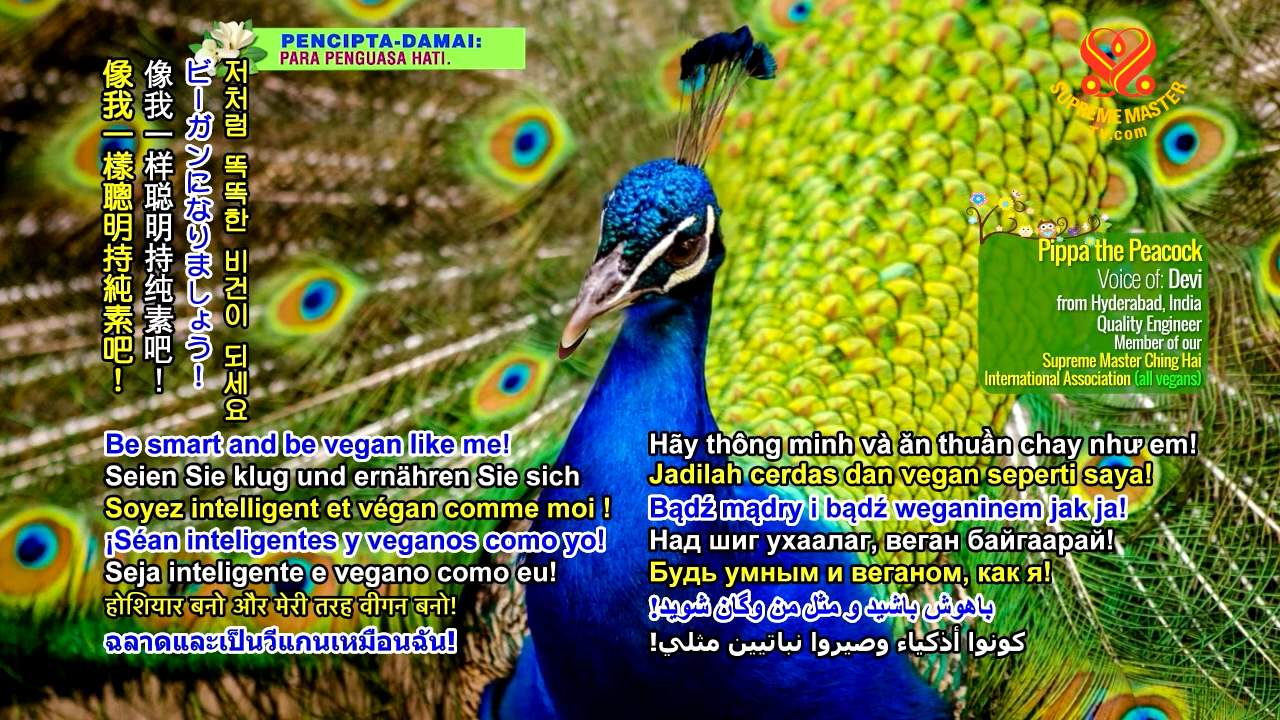 PENCIPTA-DAMAI:
PARA PENGUASA HATI.
SUPREME MASTER
TV.com
像我一樣聰明持純素吧！
像我一样聪明持纯素吧！
ビーガンになりましょう！
저처럼 똑똑한 비건이 되세요
Pippa the Peacock
Voice of: Devi
from Hyderabad, India
Quality Engineer
Member of our
Supreme Master Ching Hai
International Association (all vegans)
Be smart and be vegan like me!
Seien Sie klug und ernähren Sie sich
Soyez intelligent et végan comme moi !
¡Séan inteligentes y veganos como yo!
Seja inteligente e vegano como eu!
होशियार बनो और मेरी तरह वीगन बनो!
ฉลาดและเป็นวีแกนเหมือนฉัน!
Hãy thông minh và ăn thuần chay như em!
Jadilah cerdas dan vegan seperti saya!
Bądź mądry i bądź weganinem jak ja!
Над шиг ухаалаг, веган байгаарай!
Будь умным и веганом, как я!
باهوش باشید و مثل من وگان شوید!
كونوا أذكياء وصيروا نباتيين مثلي!